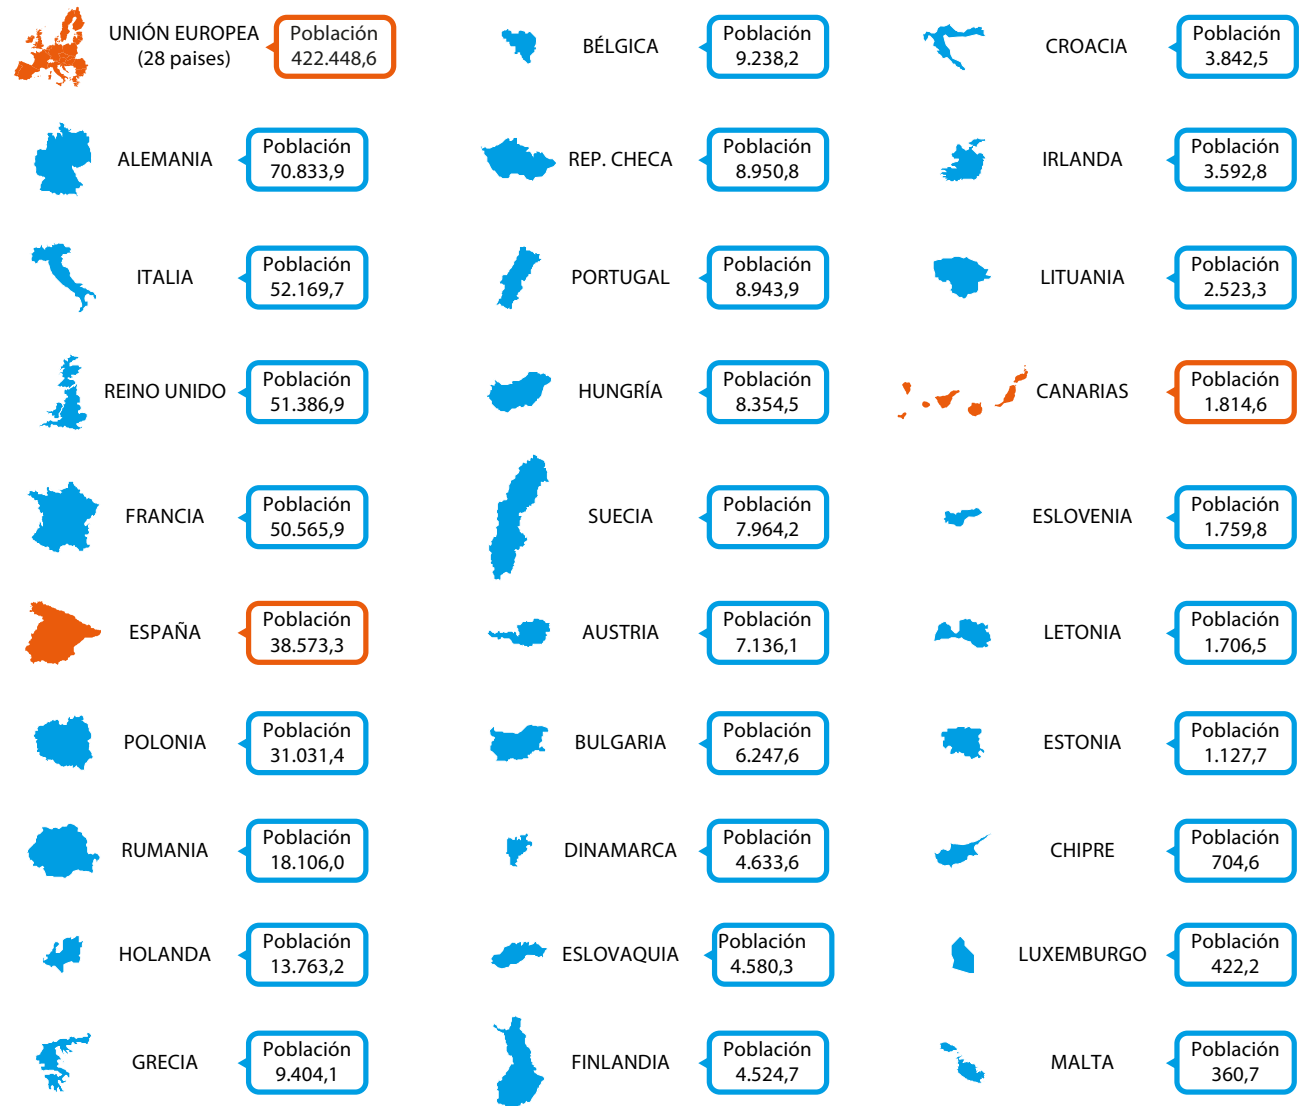 UNIÓN EUROPEA
(28 paises)
Población
422.448,6
ALEMANIA
Población
70.833,9
ITALIA
Población
52.169,7
REINO UNIDO
Población
51.386,9
FRANCIA
Población
50.565,9
ESPAÑA
Población
38.573,3
POLONIA
Población
31.031,4
RUMANIA
Población
18.106,0
HOLANDA
Población
13.763,2
GRECIA
Población
9.404,1
BÉLGICA
Población
9.238,2
REP. CHECA
Población
8.950,8
PORTUGAL
Población
8.943,9
HUNGRÍA
Población
8.354,5
SUECIA
Población
7.964,2
AUSTRIA
Población
7.136,1
BULGARIA
Población
6.247,6
DINAMARCA
Población
4.633,6
ESLOVAQUIA
Población
4.580,3
FINLANDIA
Población
4.524,7
CROACIA
Población
3.842,5
IRLANDA
Población
3.592,8
LITUANIA
Población
2.523,3
CANARIAS
Población
1.814,6
ESLOVENIA
Población
1.759,8
LETONIA
Población
1.706,5
ESTONIA
Población
1.127,7
CHIPRE
Población
704,6
LUXEMBURGO
Población
422,2
MALTA
Población
360,7